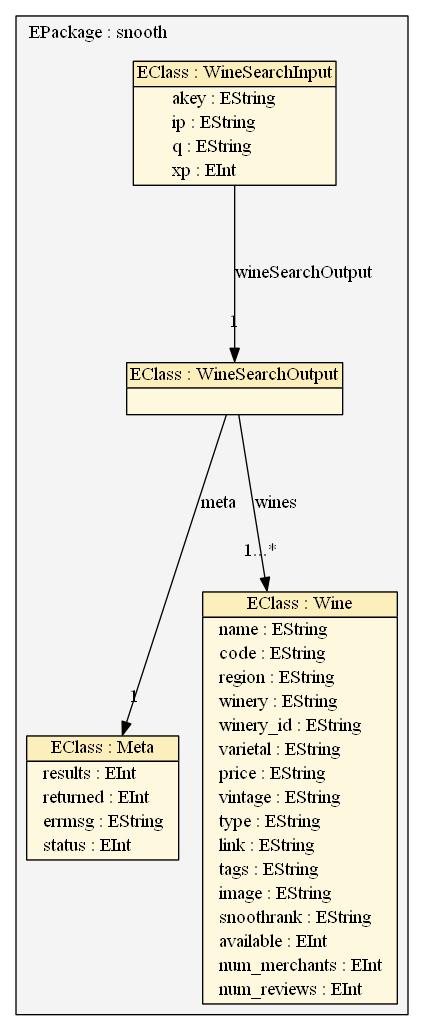 EPackage : snooth
EClass : WineSearchInput
akey : EString
ip : EString
q : EString
xp : EInt
wineSearchOutput
1
EClass : WineSearchOutput
meta
wines
1...*
1
EClass : Wine
name : EString
code : EString
region : EString
winery : EString
winery_id : EString
varietal : EString
price : EString
vintage : EString
type : EString
link : EString
tags : EString
image : EString
snoothrank : EString
available : EInt
num_merchants : EInt
num_reviews : EInt
EClass : Meta
results : EInt
returned : EInt
errmsg : EString
status : EInt